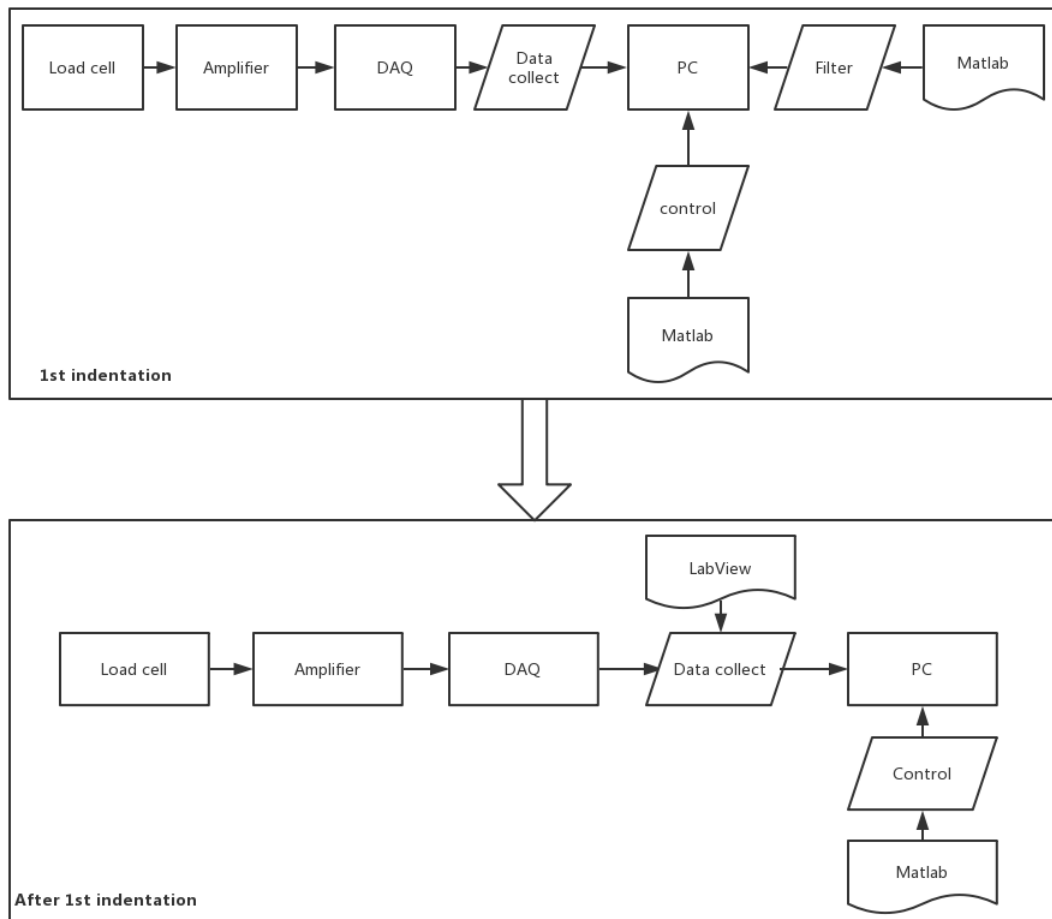 Load cell
Amplifier
DAQ
Data
collect
PC
Filter
Matlab
control
Matlab
1st indentation
LabView
Load cell
Amplifier
DAQ
Data collect
PC
Control
Matlab
After 1st indentation